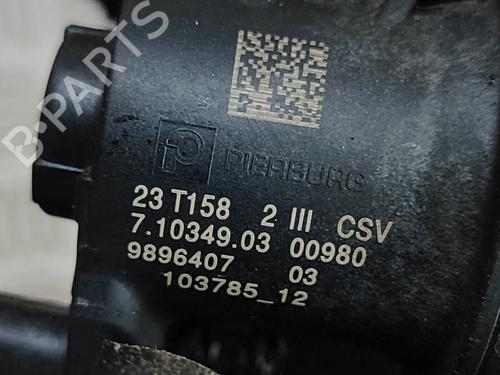 B·PARTS
PIERBURG
23 T158 2 III CSV
7.10349.03 00980
9896407 03
103785_12